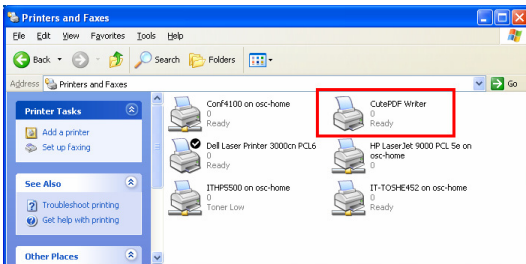 Printers and Faxes
File Edit View Favorites Tools Help
Back Search Folders
Address Printers and Faxes Go
Printer Tasks
Add a printer
Set up faxing
See Also
Troubleshoot printing
Get help with printing
Other Places
Conf4100 on osc-home
0
Ready
CutePDF Writer
0
Ready
Dell Laser Printer 3000cn PCL6
0
Ready
HP LaserJet 9000 PCL 5e on
osc-home
0
ITHP5500 on osc-home
0
Toner Low
IT-TOSHE452 on osc-home
0
Ready